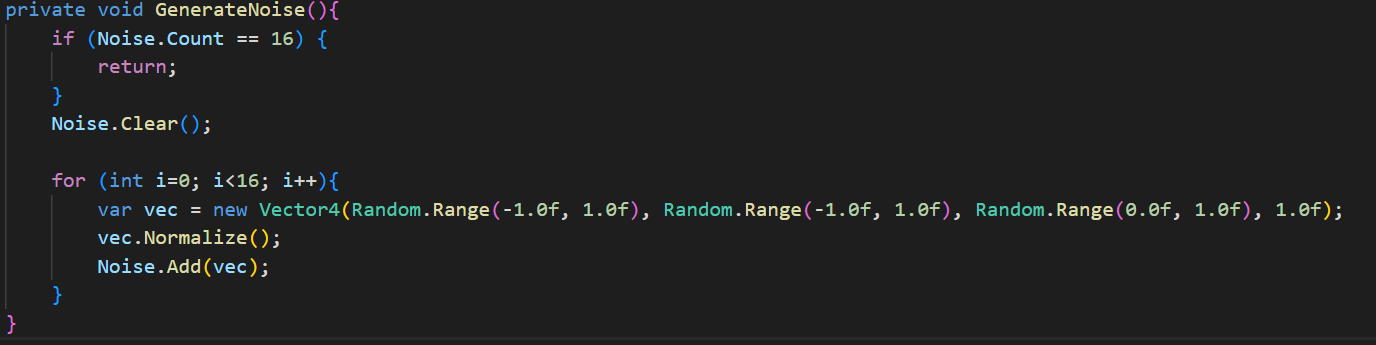 private void GenerateNoise(){
    if (Noise.Count == 16) {
        return;
    }
    Noise.Clear();

    for (int i=0; i<16; i++){
        var vec = new Vector4(Random.Range(-1.0f, 1.0f), Random.Range(-1.0f, 1.0f), Random.Range(0.0f, 1.0f), 1.0f);
        vec.Normalize();
        Noise.Add(vec);
    }
}